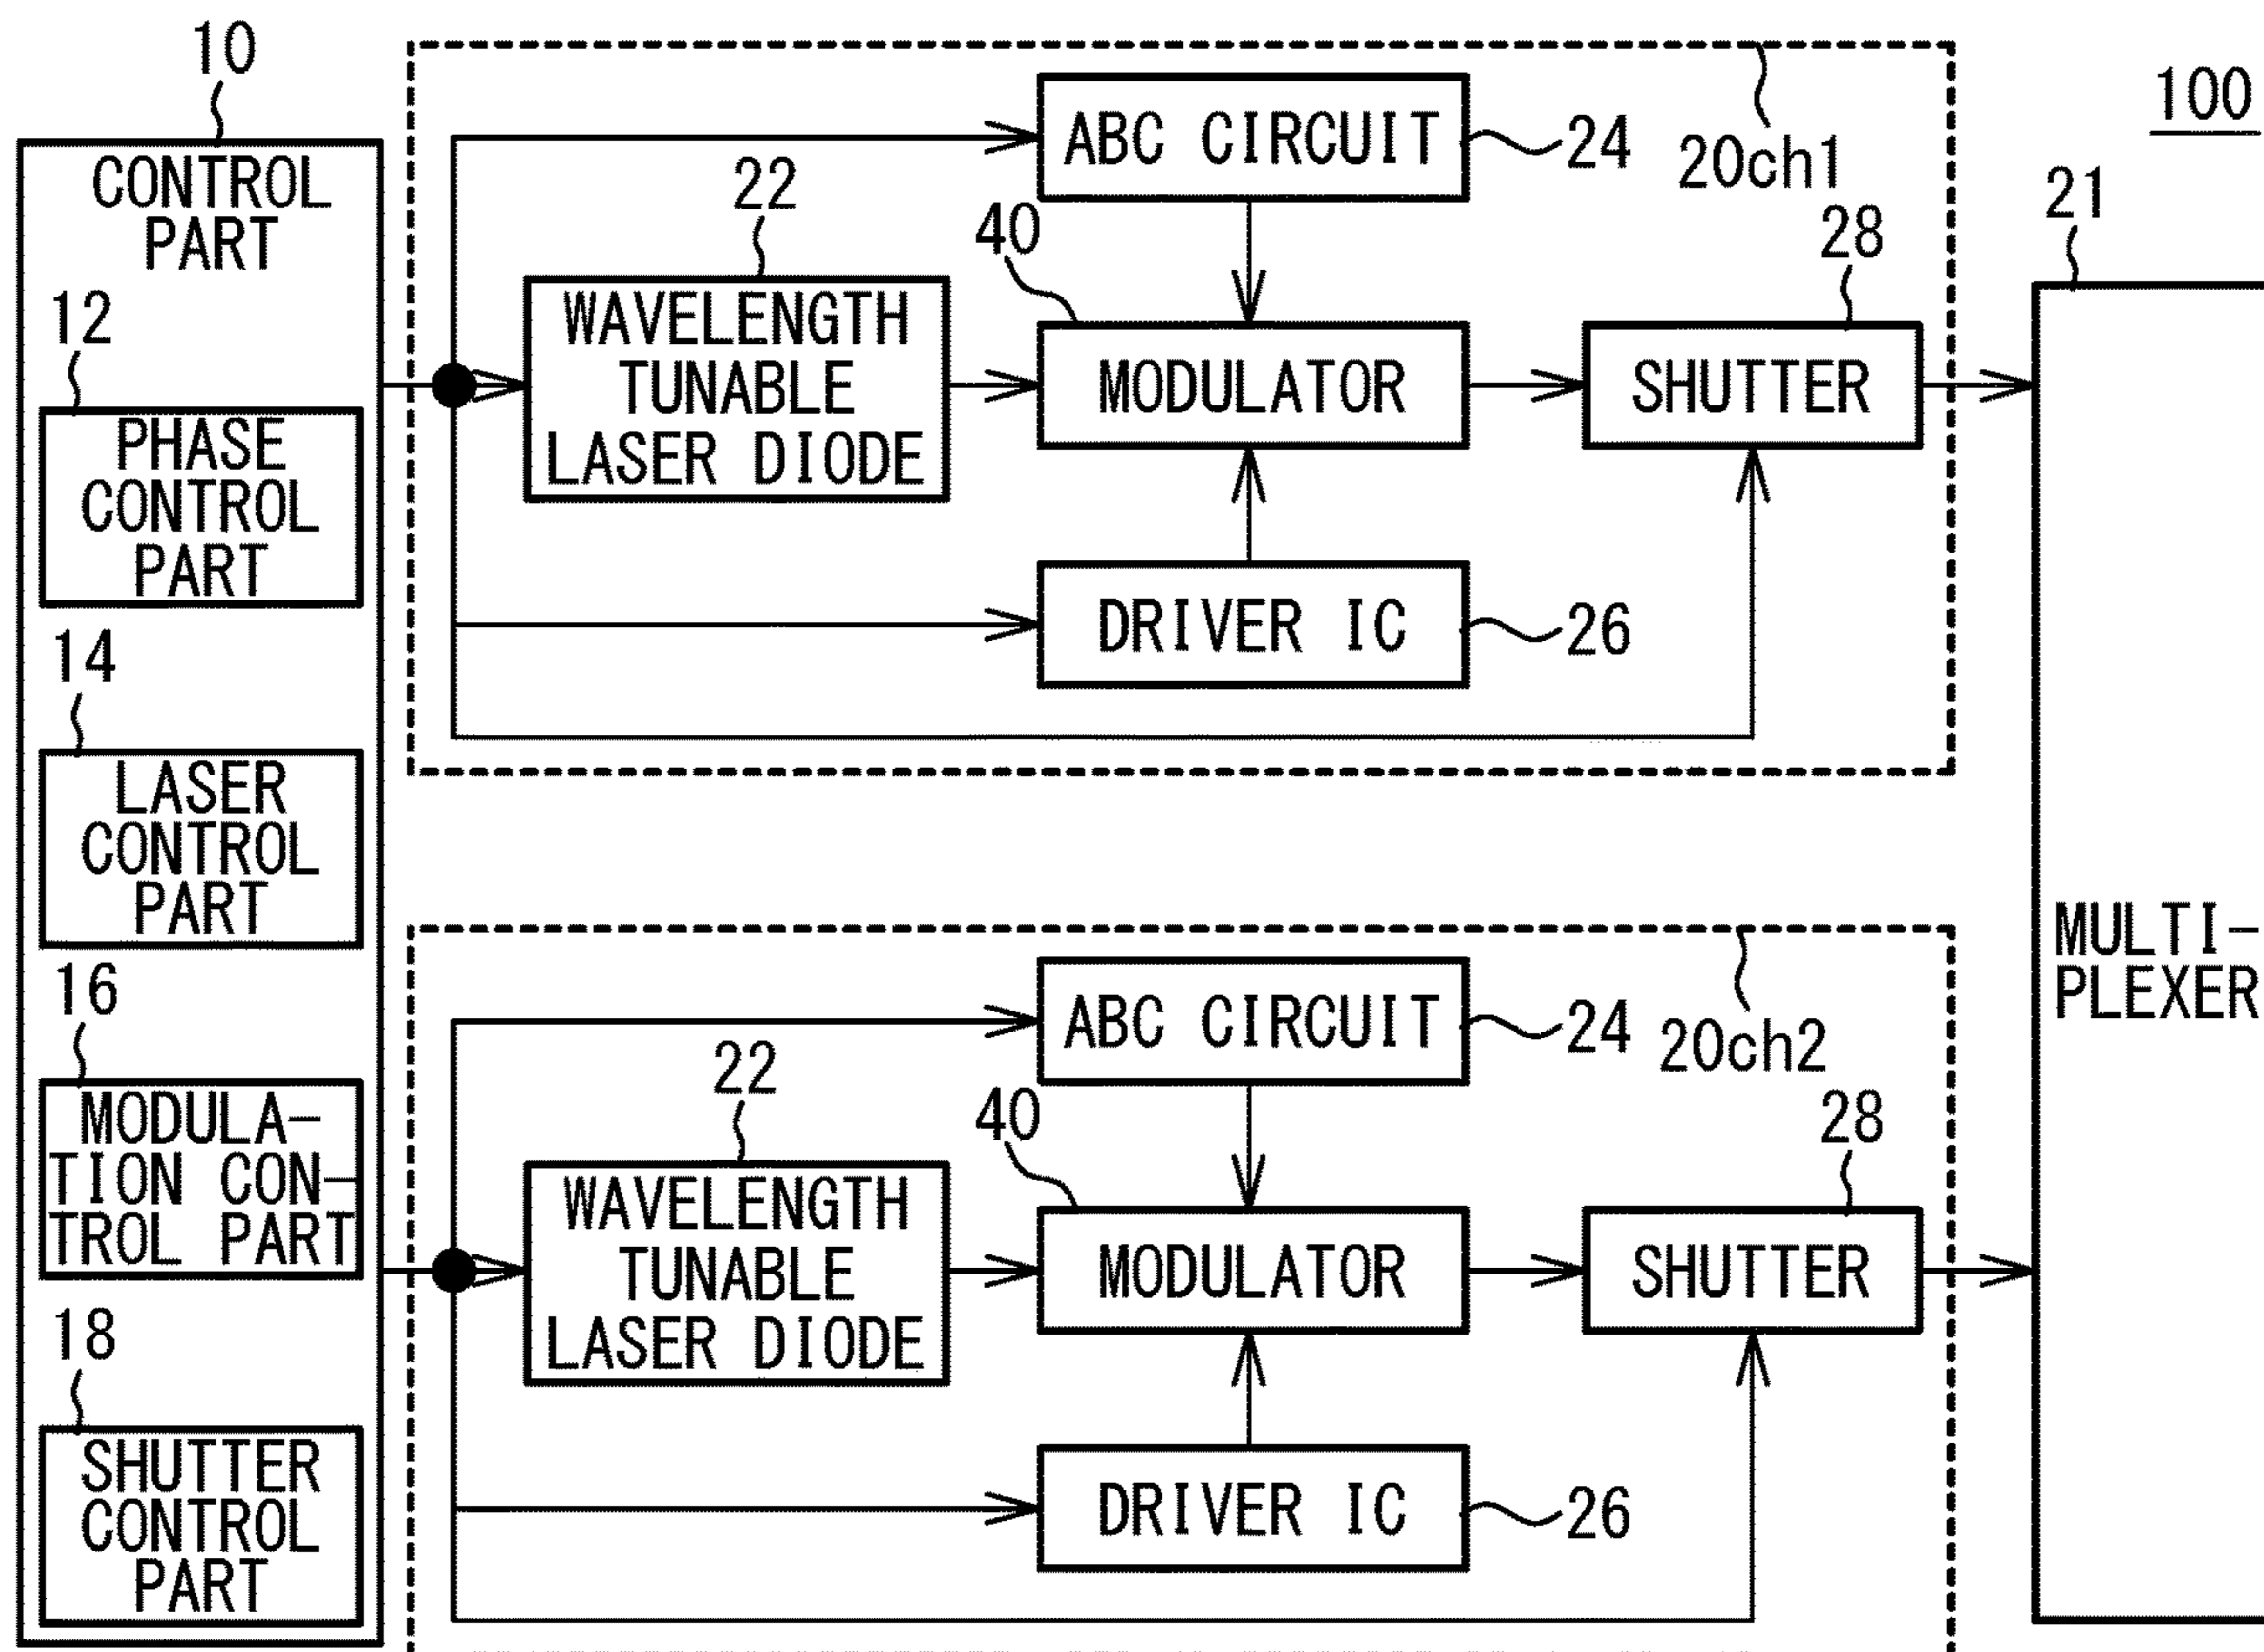 10
CONTROL
PART
12
PHASE
CONTROL
PART
14
LASER
CONTROL
PART
16
MODULA-
TION CON-
TROL PART
18
SHUTTER
CONTROL
PART
ABC CIRCUIT
24
20ch1
22
WAVELENGTH
TUNABLE
LASER DIODE
40
MODULATOR
28
SHUTTER
DRIVER IC
26
ABC CIRCUIT
24
20ch2
22
WAVELENGTH
TUNABLE
LASER DIODE
40
MODULATOR
28
SHUTTER
DRIVER IC
26
100
21
MULTI-
PLEXER